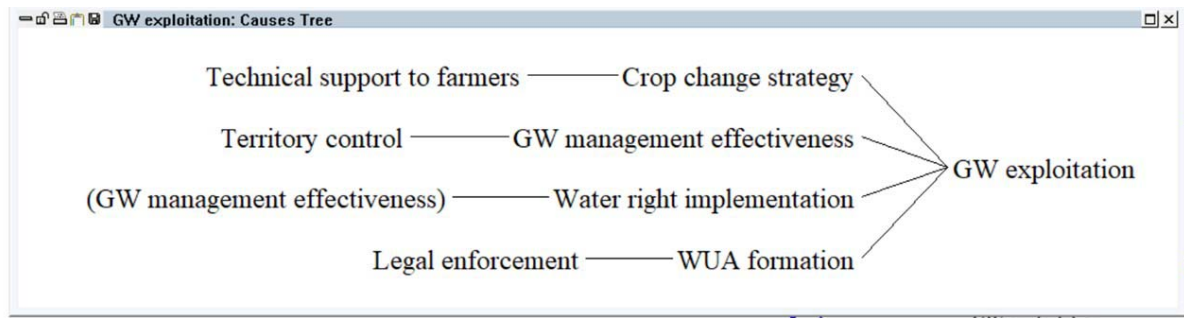 GW exploitation: Causes Tree
Technical support to farmers Crop change strategy
Territory control GW management effectiveness
GW exploitation
(GW management effectiveness) Water right implementation
Legal enforcement WUA formation